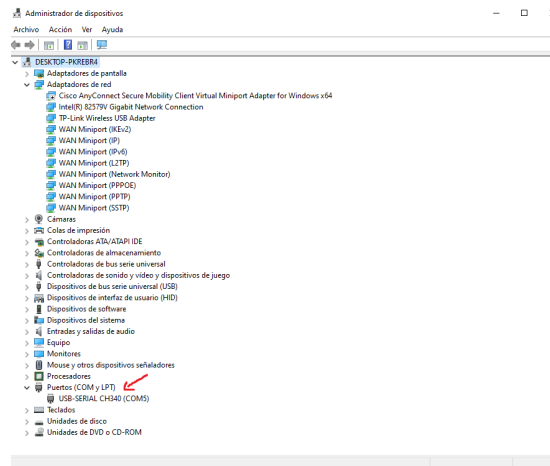 Administrador de dispositivos
Archivo Acción Ver Ayuda
DESKTOP-PKREBR4
Adaptadores de pantalla
Adaptadores de red
Cisco AnyConnect Secure Mobility Client Virtual Miniport Adapter for Windows x64
Intel(R) 82579V Gigabit Network Connection
TP-Link Wireless USB Adapter
WAN Miniport (IKEv2)
WAN Miniport (IP)
WAN Miniport (IPv6)
WAN Miniport (L2TP)
WAN Miniport (Network Monitor)
WAN Miniport (PPPOE)
WAN Miniport (PPTP)
WAN Miniport (SSTP)
Cámaras
Colas de impresión
Controladoras ATA/ATAPI IDE
Controladoras de almacenamiento
Controladoras de bus serie universal
Controladoras de sonido y vídeo y dispositivos de juego
Dispositivos de bus serie universal (USB)
Dispositivos de interfaz de usuario (HID)
Dispositivos de software
Dispositivos del sistema
Entradas y salidas de audio
Equipo
Monitores
Mouse y otros dispositivos señaladores
Procesadores
Puertos (COM y LPT)
USB-SERIAL CH340 (COM5)
Teclados
Unidades de disco
Unidades de DVD o CD-ROM